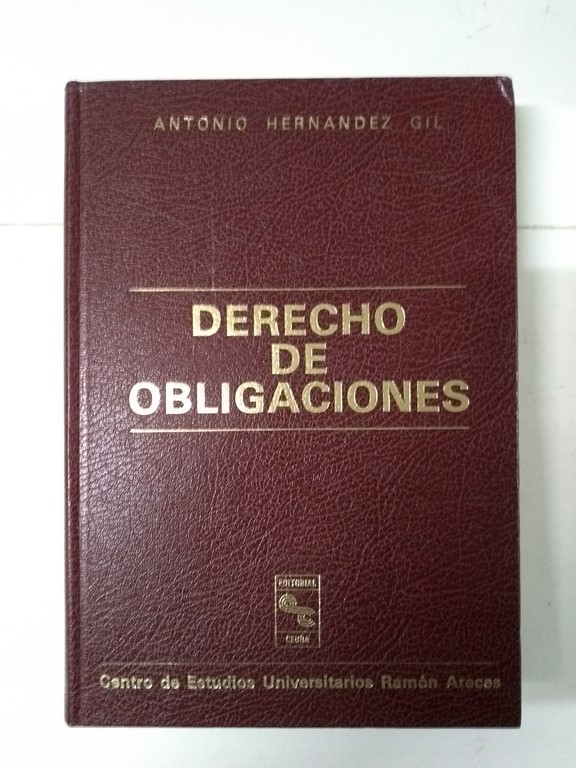 ANTONIO HERNANDEZ GIL
DERECHO
DE
OBLIGACIONES
EDITORIAL
CEURA
Centro de Estudios Universitarios Ramón Areces